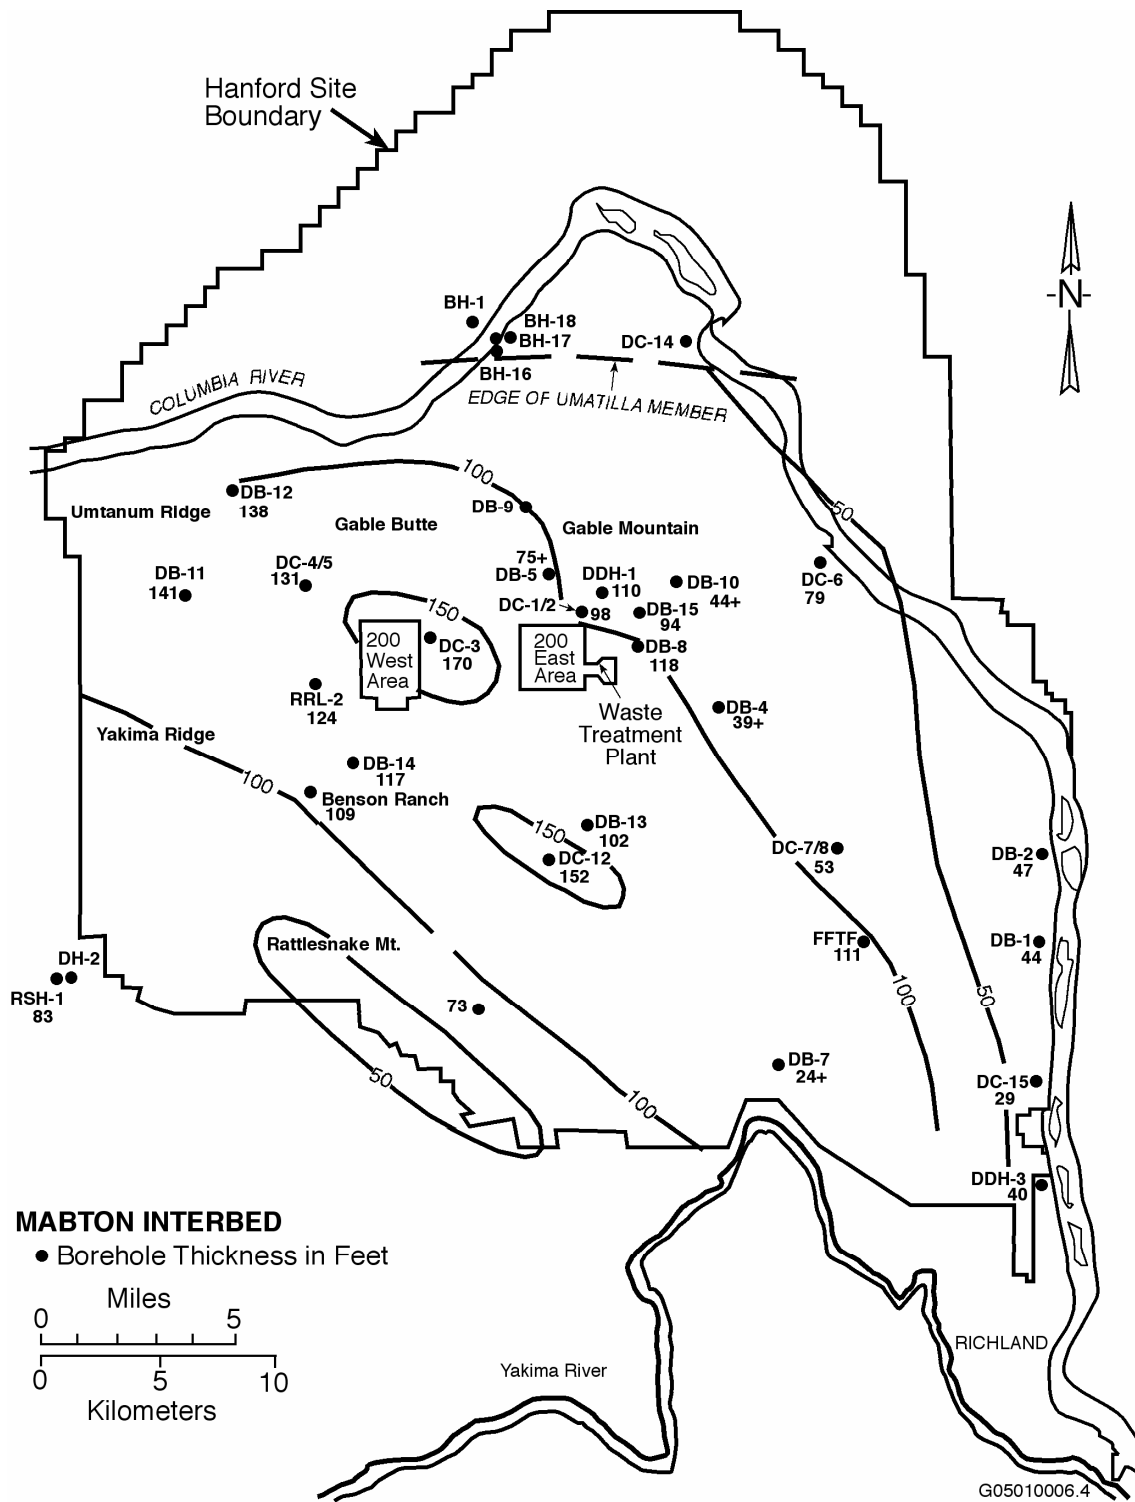 Hanford Site
Boundary
-N-
BH-1
BH-18
BH-17
DC-14
BH-16
COLUMBIA RIVER
EDGE OF UMATILLA MEMBER
100
DB-12
138
DB-9
50
Umtanum Ridge
Gable Butte
Gable Mountain
75+
DB-5
DC-4/5
131
DB-11
141
DDH-1
110
DB-10
44+
DC-6
79
150
DC-1/2
98
DB-15
94
200
West
Area
DC-3
170
200
East
Area
DB-8
118
RRL-2
124
DB-4
39+
Waste
Treatment
Plant
Yakima Ridge
100
DB-14
117
Benson Ranch
109
150
DB-13
102
DC-12
152
DC-7/8
53
DB-2
47
Rattlesnake Mt.
FFTF
111
DB-1
44
DH-2
RSH-1
83
73
100
50
DB-7
24+
50
DC-15
29
100
DDH-3
40
MABTON INTERBED
Borehole Thickness in Feet
Miles
0 5
0 5 10
Kilometers
RICHLAND
Yakima River
G05010006.4